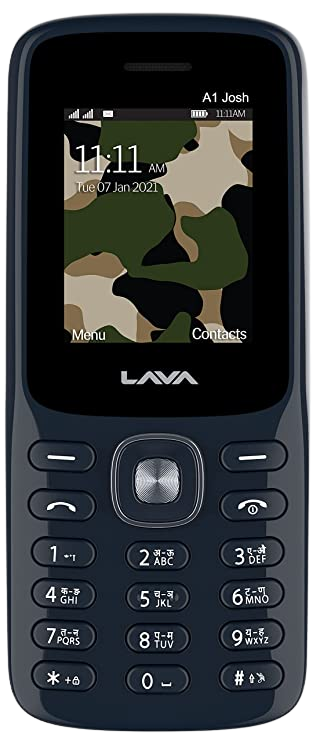 A1 Josh
11:11AM
11:11 AM
Tue 07 Jan 2021
Menu Contacts
LAVA
1 2 अ-ऊ ABC 3 ए-औ DEF
4 क-ङ GHI 5 च-ञ JKL 6 ट-ण MNO
7 त-न PQRS 8 प-म TUV 9 य-ह WXYZ
* +
0
#